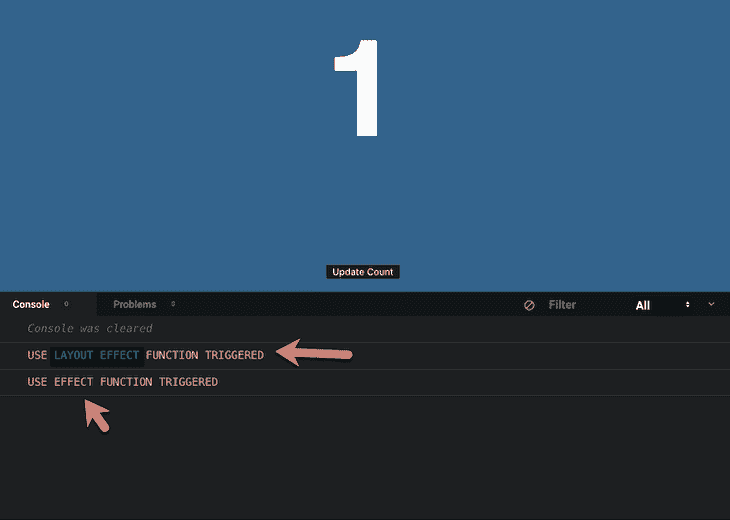 1
Update Count
Console 0 Problems Filter All
Console was cleared
USE LAYOUT EFFECT FUNCTION TRIGGERED
USE EFFECT FUNCTION TRIGGERED